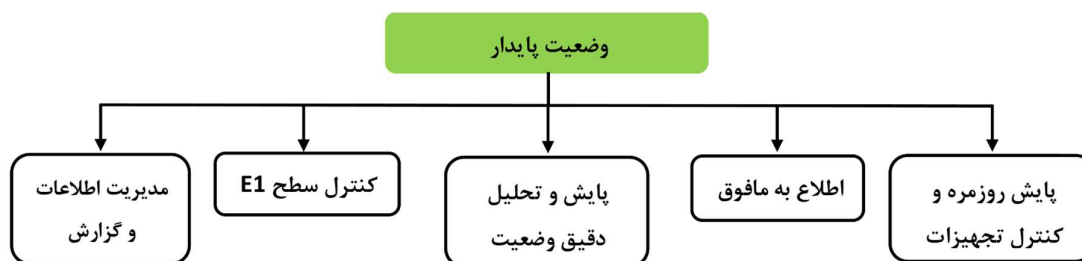 وضعیت پایدار
پایش روزمره و
کنترل تجهیزات
اطلاع به مافوق
پایش و تحلیل
دقیق وضعیت
کنترل سطح E1
مدیریت اطلاعات
و گزارش